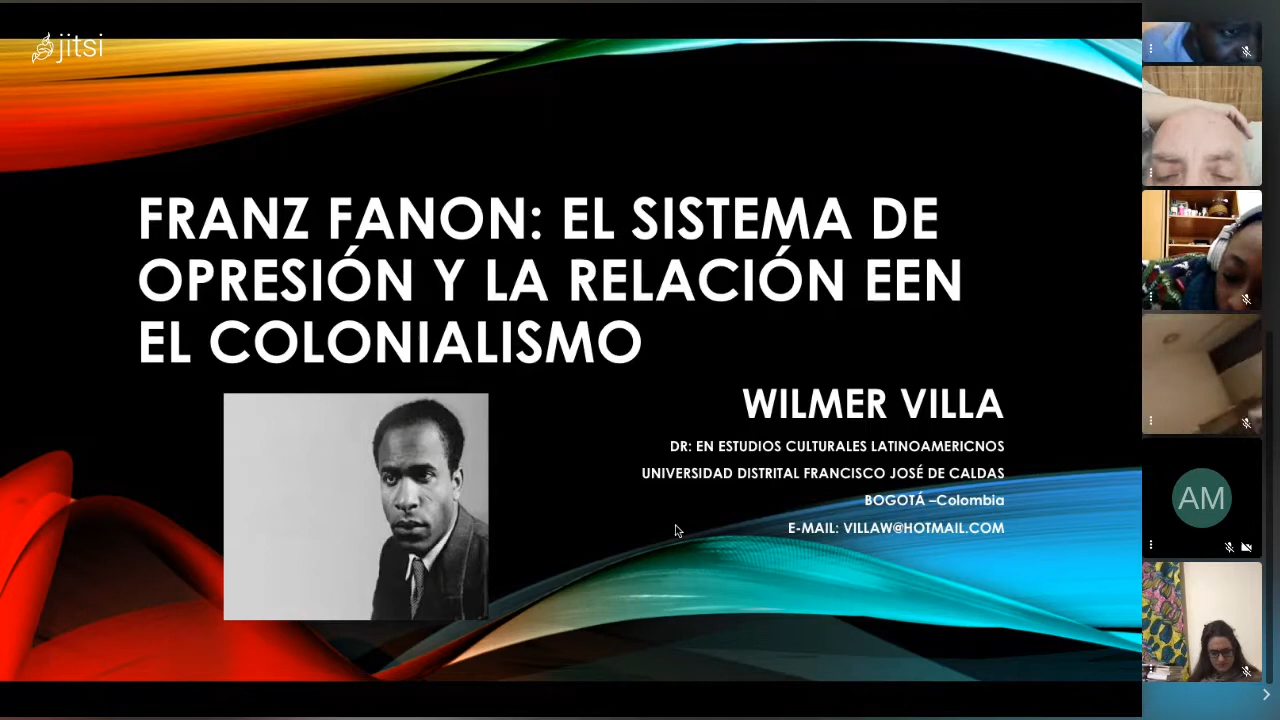 jitsi
FRANZ FANON: EL SISTEMA DE
OPRESIÓN Y LA RELACIÓN EEN
EL COLONIALISMO
WILMER VILLA
DR: EN ESTUDIOS CULTURALES LATINOAMERICNOS
UNIVERSIDAD DISTRITAL FRANCISCO JOSÉ DE CALDAS
BOGOTÁ –Colombia
E-MAIL: VILLAW@HOTMAIL.COM
AM